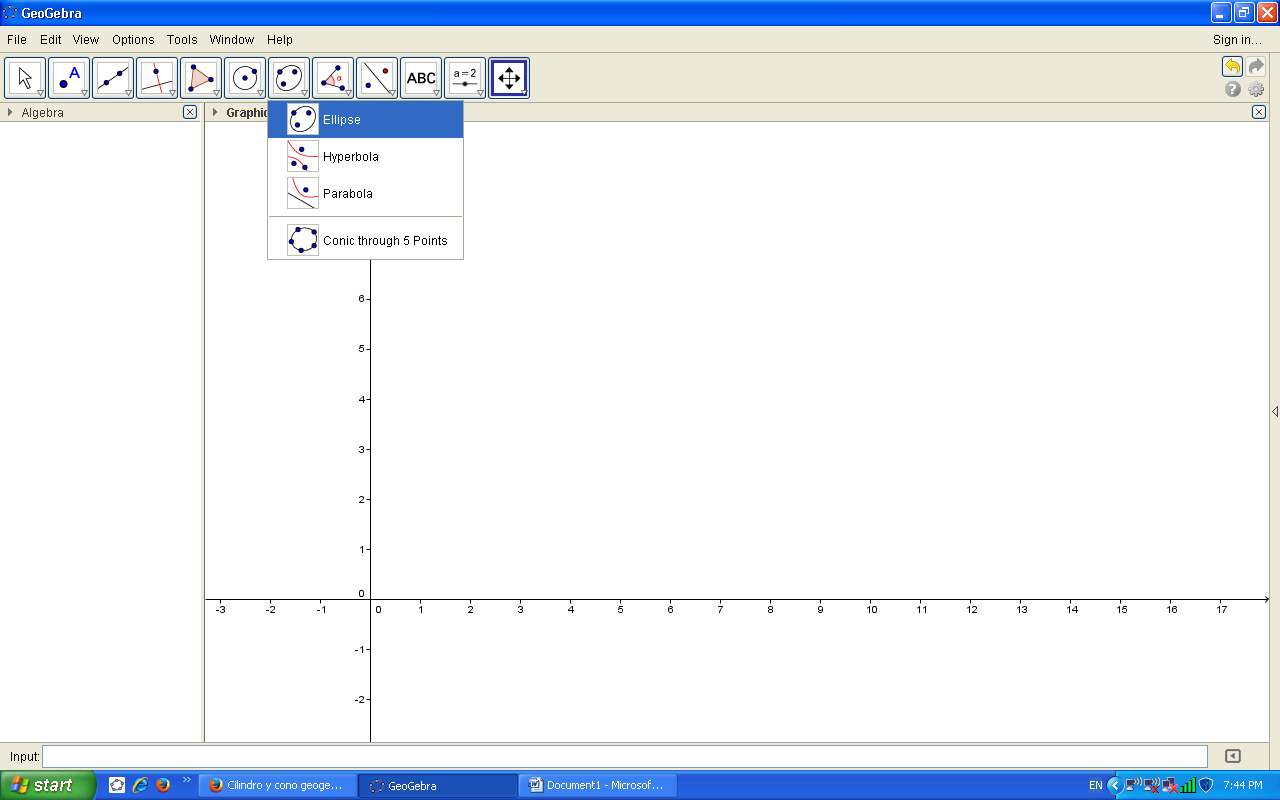 GeoGebra
File Edit View Options Tools Window Help Sign in...
A α ABC a=2
Algebra
Ellipse
Hyperbola
Parabola
Conic through 5 Points
6
5
4
3
2
1
0
-3 -2 -1 0 1 2 3 4 5 6 7 8 9 10 11 12 13 14 15 16 17
-1
-2
Input:
start Cilindro y cono geoge... GeoGebra Document1 - Microsof... EN 7:44 PM